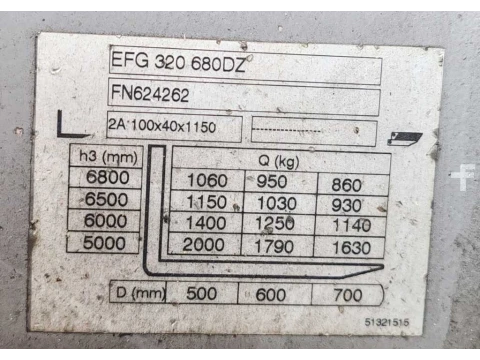 EFG 320 680DZ
FN624262
2A 100x40x1150 --------------------
h3 (mm) Q (kg)
6800 1060 950 860
6500 1150 1030 930
6000 1400 1250 1140
5000 2000 1790 1630
D (mm) 500 600 700
51321515